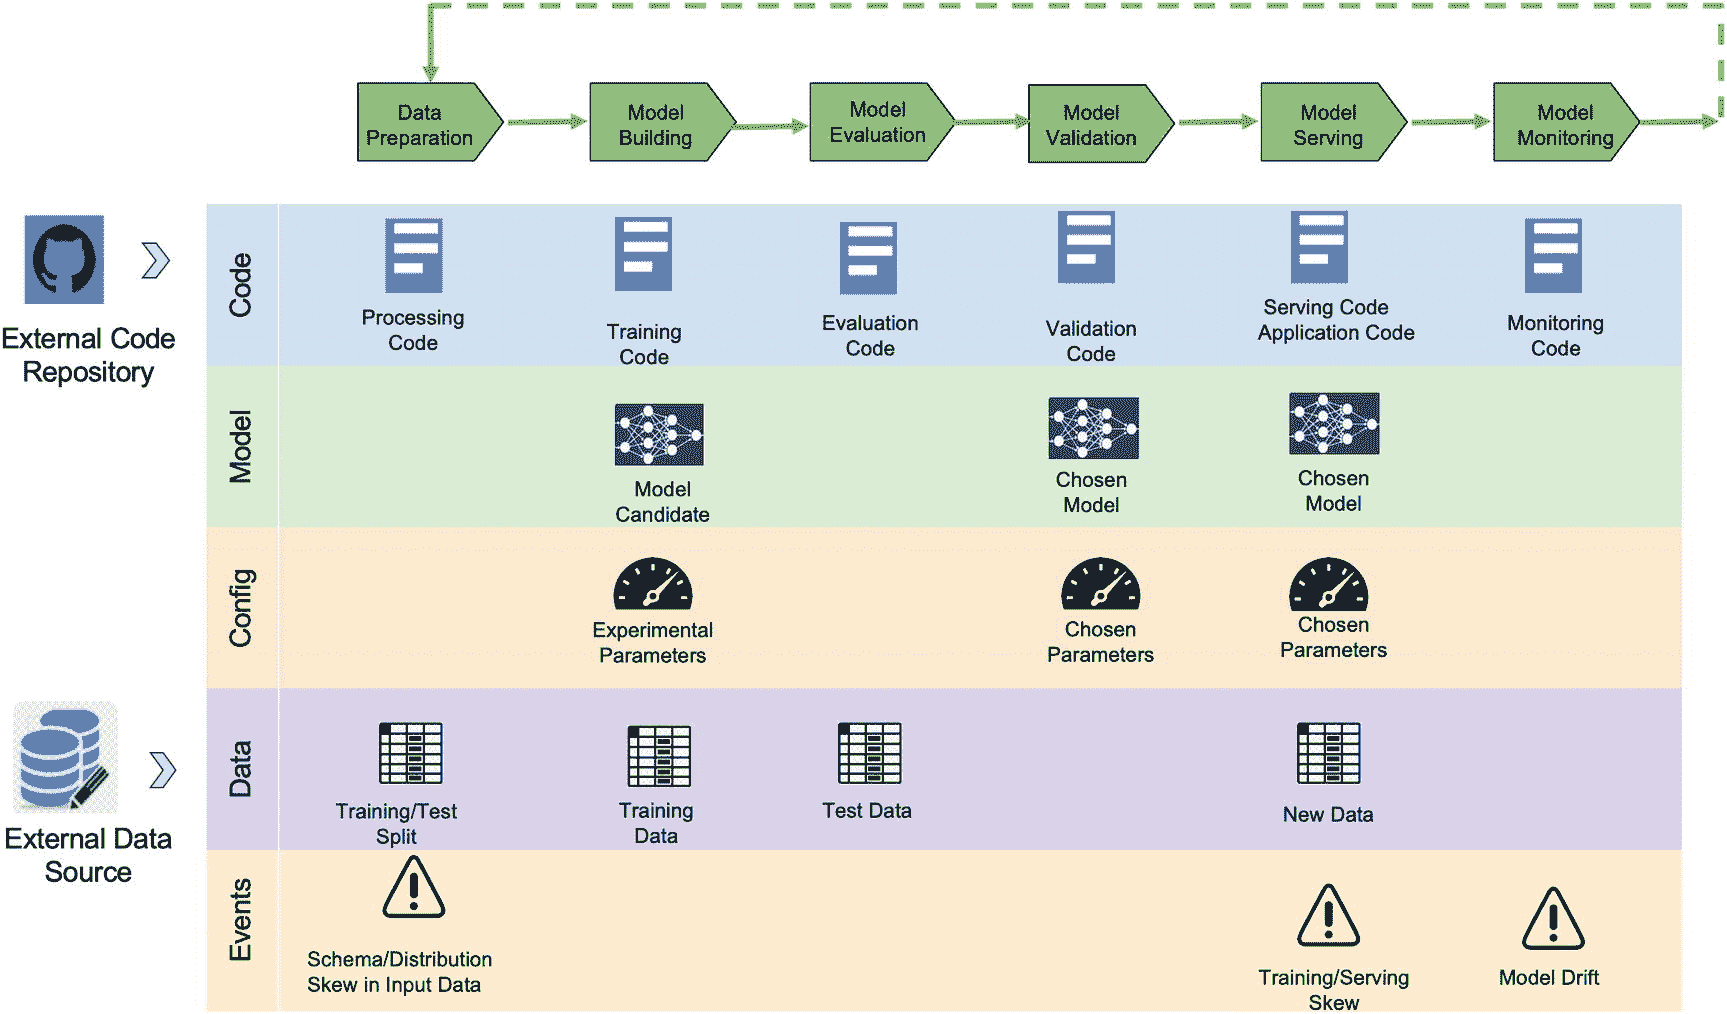 Data
Preparation
Model
Building
Model
Evaluation
Model
Validation
Model
Serving
Model
Monitoring
External Code
Repository
Code
Processing
Code
Training
Code
Evaluation
Code
Validation
Code
Serving Code
Application Code
Monitoring
Code
Model
Model
Candidate
Chosen
Model
Chosen
Model
Config
Experimental
Parameters
Chosen
Parameters
Chosen
Parameters
External Data
Source
Data
Training/Test
Split
Training
Data
Test Data
New Data
Events
Schema/Distribution
Skew in Input Data
Training/Serving
Skew
Model Drift